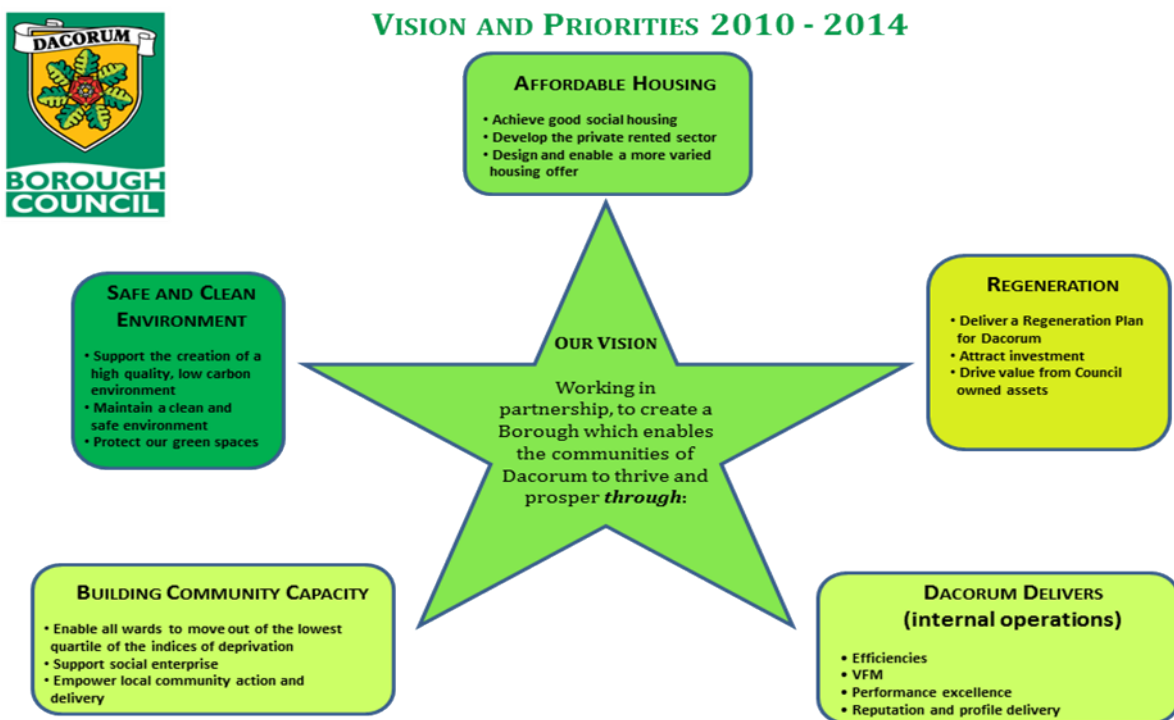 DACORUM
BOROUGH
COUNCIL
VISION AND PRIORITIES 2010 - 2014
AFFORDABLE HOUSING
• Achieve good social housing
• Develop the private rented sector
• Design and enable a more varied
housing offer
SAFE AND CLEAN
ENVIRONMENT
• Support the creation of a
high quality, low carbon
environment
• Maintain a clean and
safe environment
• Protect our green spaces
OUR VISION
Working in
partnership, to create a
Borough which enables
the communities of
Dacorum to thrive and
prosper through:
REGENERATION
• Deliver a Regeneration Plan
for Dacorum
• Attract investment
• Drive value from Council
owned assets
BUILDING COMMUNITY CAPACITY
• Enable all wards to move out of the lowest
quartile of the indices of deprivation
• Support social enterprise
• Empower local community action and
delivery
DACORUM DELIVERS
(internal operations)
• Efficiencies
• VFM
• Performance excellence
• Reputation and profile delivery